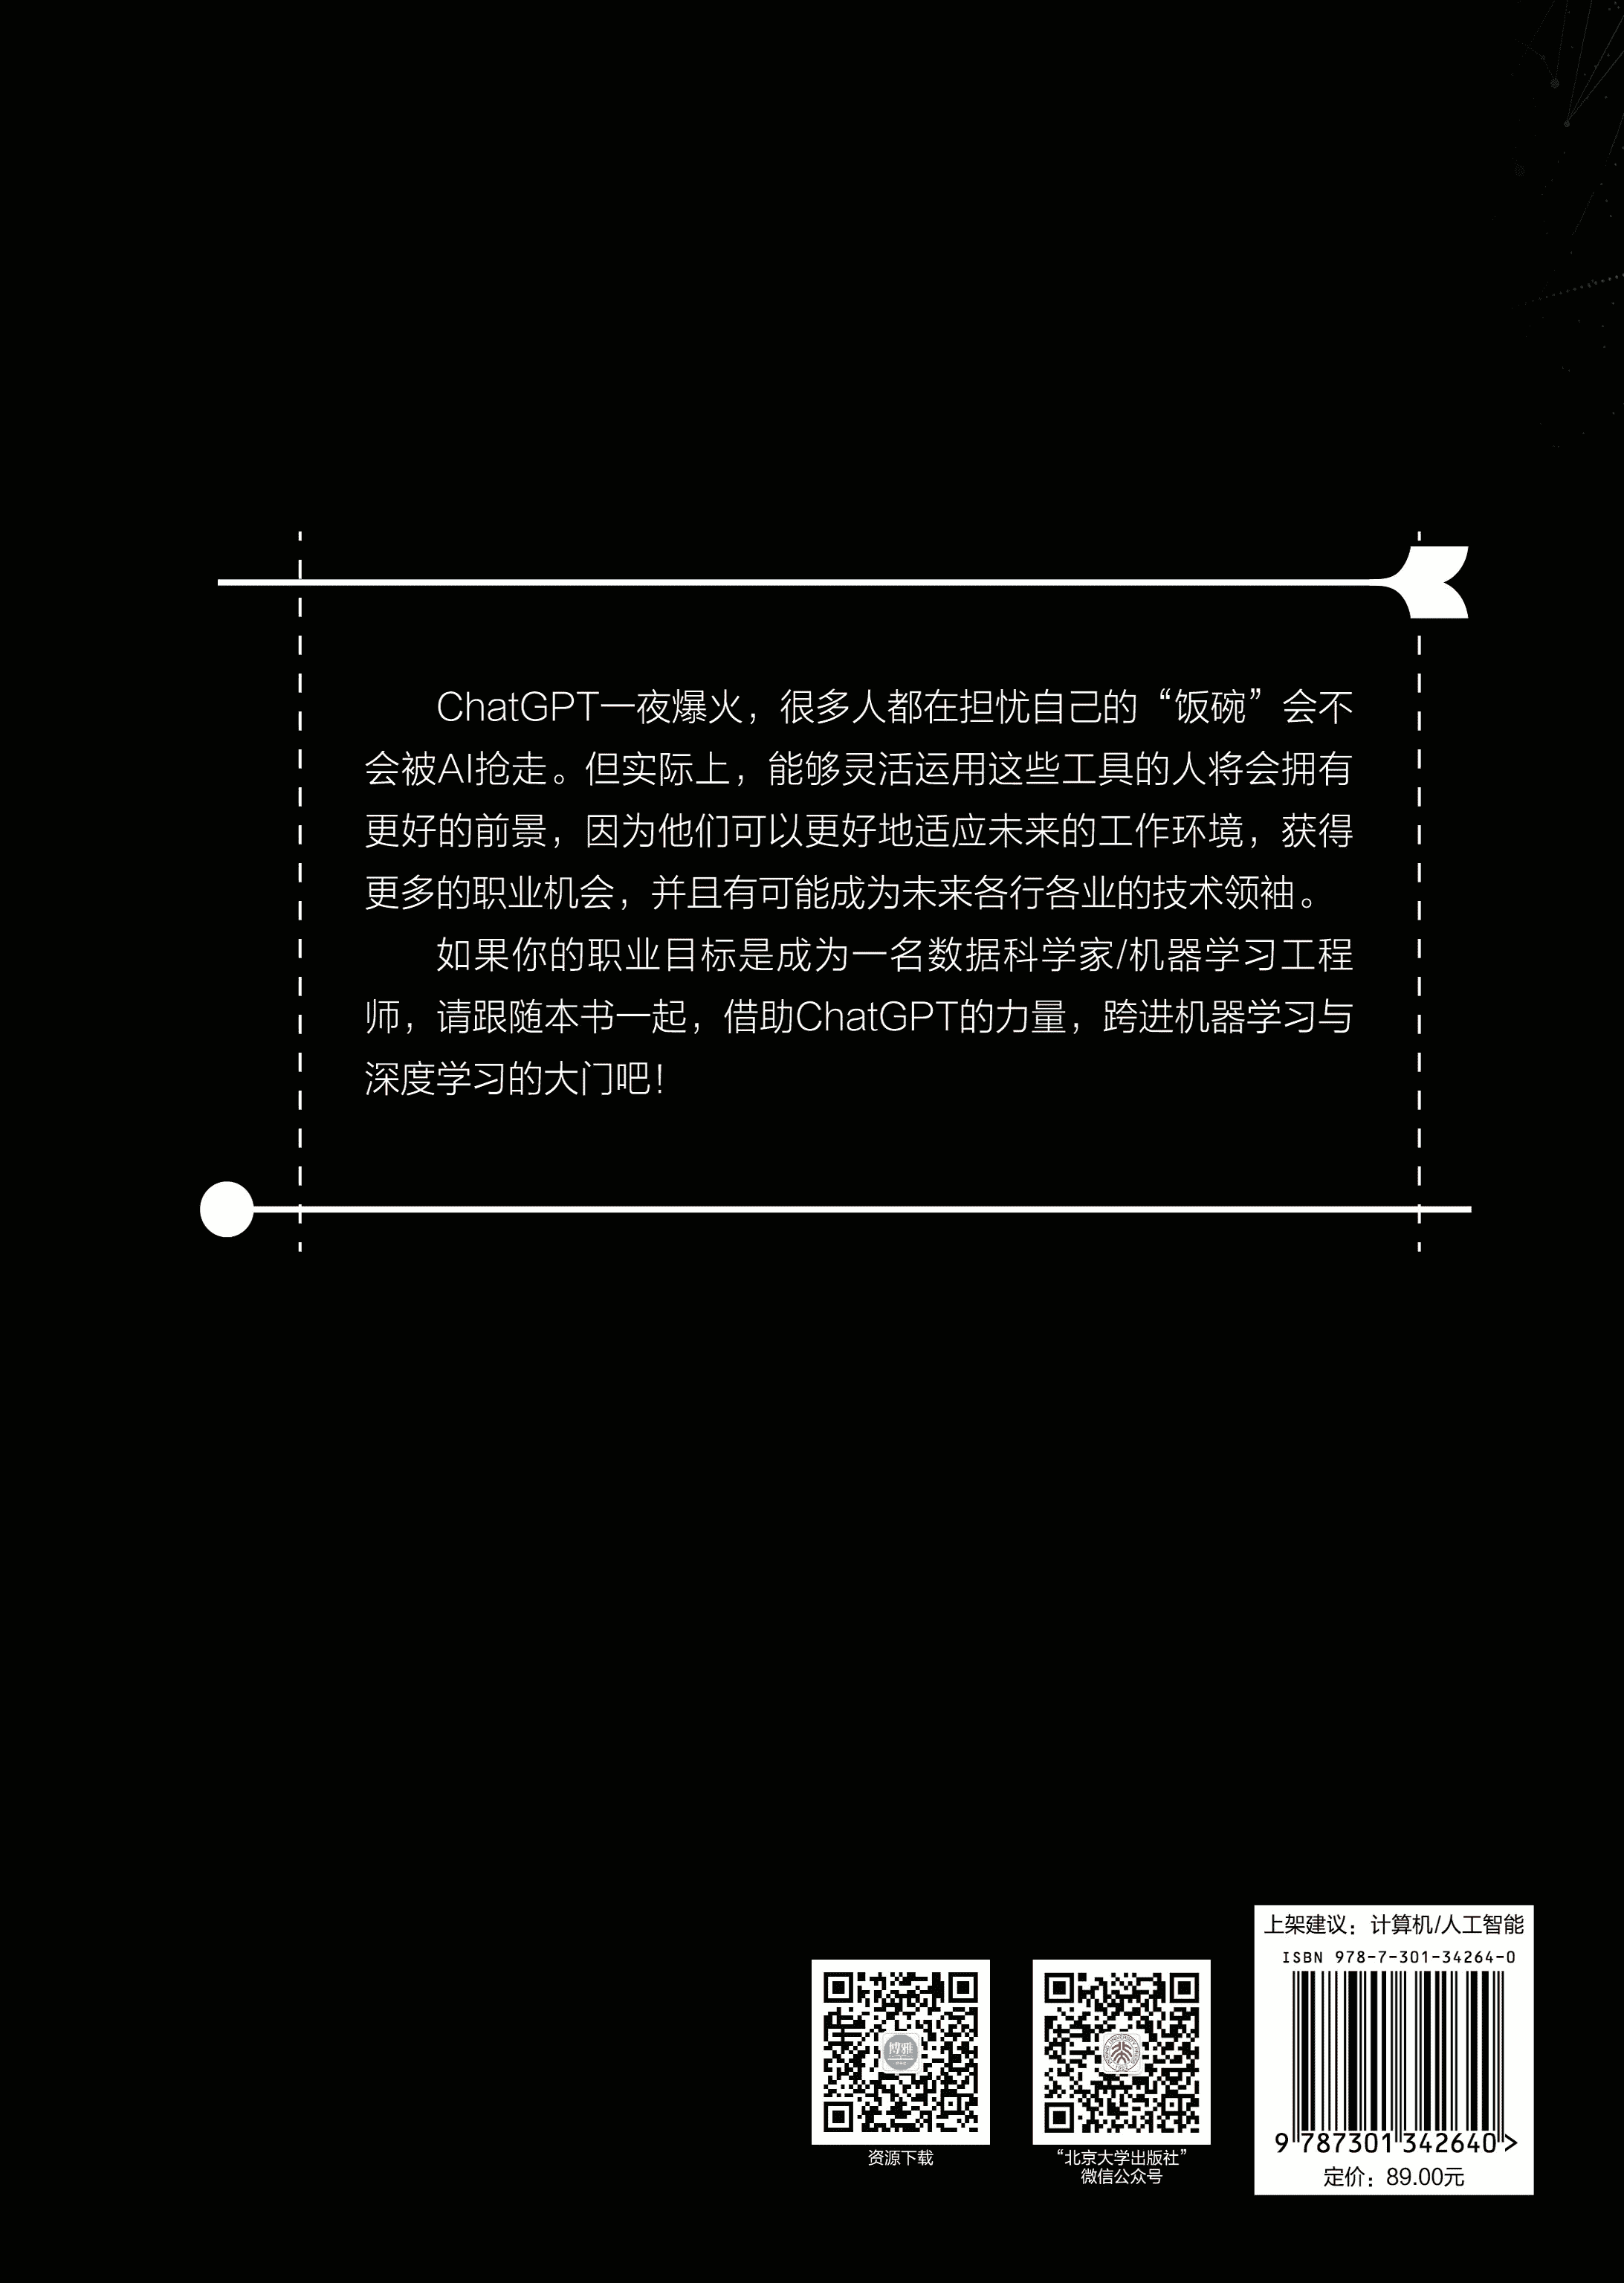 ChatGPT一夜爆火，很多人都在担忧自己的“饭碗”会不
会被AI抢走。但实际上，能够灵活运用这些工具的人将会拥有
更好的前景，因为他们可以更好地适应未来的工作环境，获得
更多的职业机会，并且有可能成为未来各行各业的技术领袖。
如果你的职业目标是成为一名数据科学家/机器学习工程
师，请跟随本书一起，借助ChatGPT的力量，跨进机器学习与
深度学习的大门吧！
博雅
资源下载
“北京大学出版社”
微信公众号
上架建议：计算机/人工智能
ISBN 978-7-301-34264-0
9 787301 342640 >
定价：89.00元